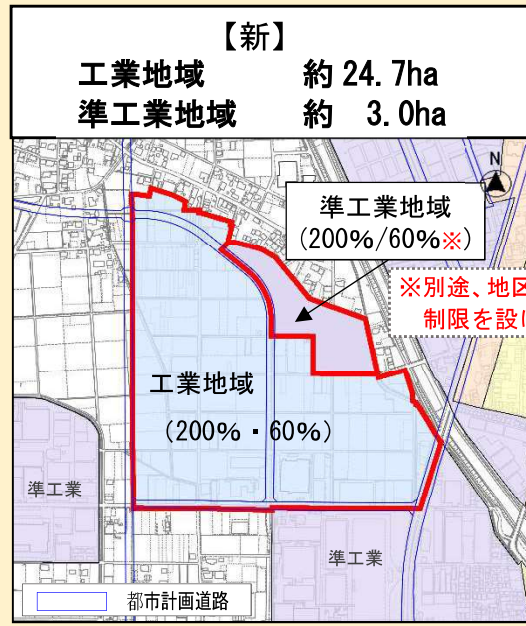 【新】
工業地域 約 24.7ha
準工業地域 約 3.0ha
N
準工業地域
(200%/60%※)
※別途、地区
制限を設け
工業地域
(200%・60%)
準工業
準工業
都市計画道路